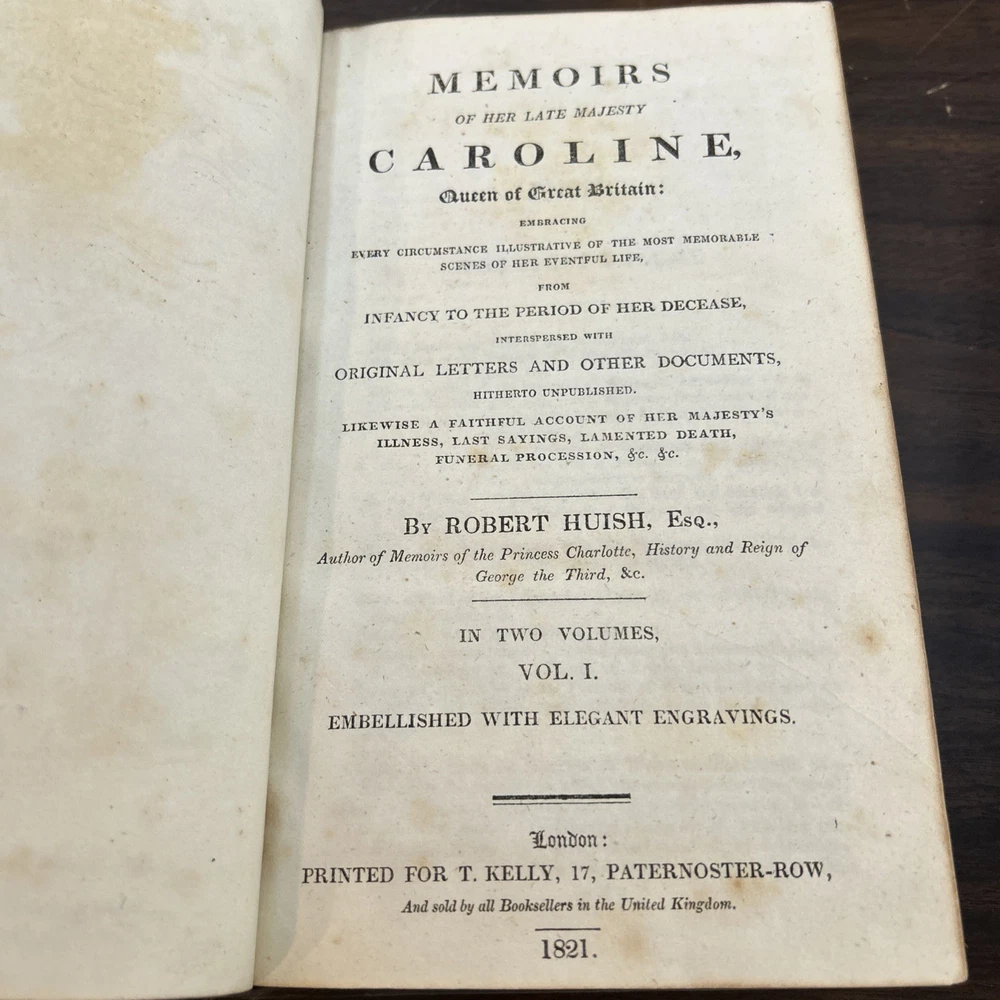 MEMOIRS
OF HER LATE MAJESTY
CAROLINE,
Queen of Great Britain:
EMBRACING
EVERY CIRCUMSTANCE ILLUSTRATIVE OF THE MOST MEMORABLE
SCENES OF HER EVENTFUL LIFE,
FROM
INFANCY TO THE PERIOD OF HER DECEASE,
INTERSPERSED WITH
ORIGINAL LETTERS AND OTHER DOCUMENTS,
HITHERTO UNPUBLISHED.
LIKEWISE A FAITHFUL ACCOUNT OF HER MAJESTY'S
ILLNESS, LAST SAYINGS, LAMENTED DEATH,
FUNERAL PROCESSION, &c. &c.
By ROBERT HUISH, Esq.,
Author of Memoirs of the Princess Charlotte, History and Reign of
George the Third, &c.
IN TWO VOLUMES,
VOL. I.
EMBELLISHED WITH ELEGANT ENGRAVINGS.
London:
PRINTED FOR T. KELLY, 17, PATERNOSTER-ROW,
And sold by all Booksellers in the United Kingdom.
1821.